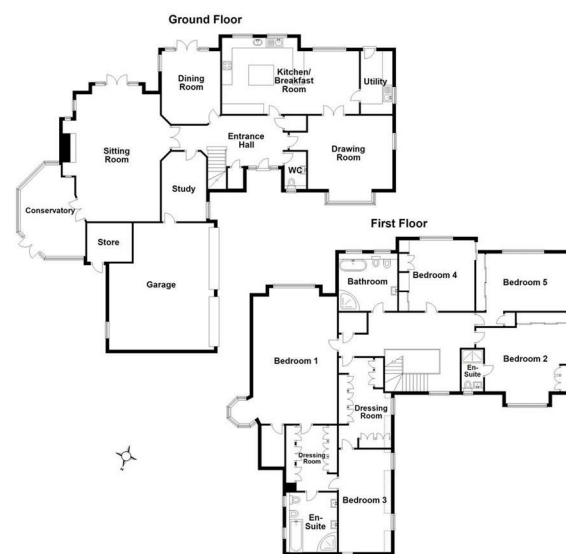 Ground Floor
Dining
Room
Kitchen/
Breakfast
Room
Utility
Sitting
Room
Entrance
Hall
Drawing
Room
WC
Study
Conservatory
Store
Garage
First Floor
Bathroom
Bedroom 4
Bedroom 5
Bedroom 1
En-
Suite
Bedroom 2
Dressing
Room
Dressing
Room
En-
Suite
Bedroom 3